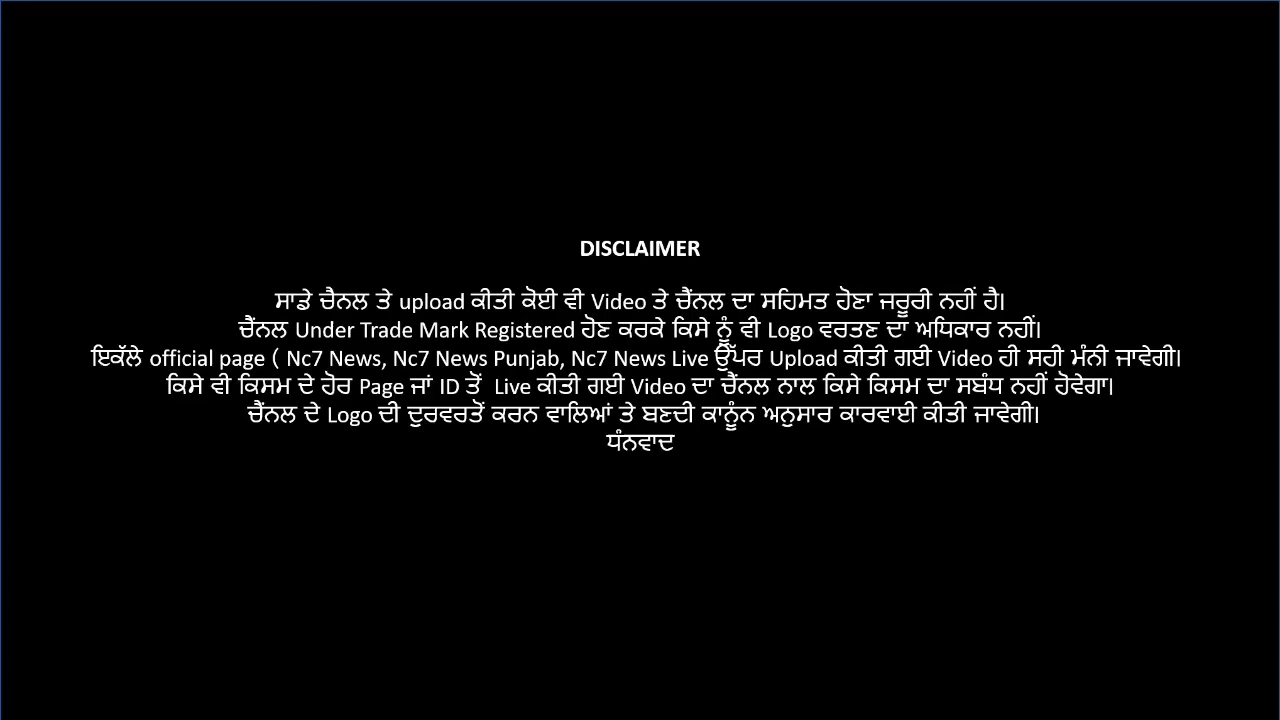 DISCLAIMER
ਸਾਡੇ ਚੈਨਲ ਤੇ upload ਕੀਤੀ ਕੋਈ ਵੀ Video ਤੇ ਚੈਂਨਲ ਦਾ ਸਹਿਮਤ ਹੋਣਾ ਜਰੂਰੀ ਨਹੀਂ ਹੈ।
ਚੈਂਨਲ Under Trade Mark Registered ਹੋਣ ਕਰਕੇ ਕਿਸੇ ਨੂੰ ਵੀ Logo ਵਰਤਣ ਦਾ ਅਧਿਕਾਰ ਨਹੀਂ।
ਇਕੱਲੇ official page ( Nc7 News, Nc7 News Punjab, Nc7 News Live ਉੱਪਰ Upload ਕੀਤੀ ਗਈ Video ਹੀ ਸਹੀ ਮੰਨੀ ਜਾਵੇਗੀ।
ਕਿਸੇ ਵੀ ਕਿਸਮ ਦੇ ਹੋਰ Page ਜਾਂ ID ਤੋਂ Live ਕੀਤੀ ਗਈ Video ਦਾ ਚੈਂਨਲ ਨਾਲ ਕਿਸੇ ਕਿਸਮ ਦਾ ਸਬੰਧ ਨਹੀਂ ਹੋਵੇਗਾ।
ਚੈਂਨਲ ਦੇ Logo ਦੀ ਦੁਰਵਰਤੋਂ ਕਰਨ ਵਾਲਿਆਂ ਤੇ ਬਣਦੀ ਕਾਨੂੰਨ ਅਨੁਸਾਰ ਕਾਰਵਾਈ ਕੀਤੀ ਜਾਵੇਗੀ।
ਧੰਨਵਾਦ